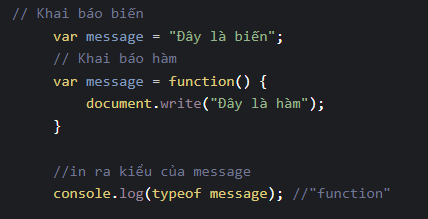 // Khai báo biến
var message = "Đây là biến";
// Khai báo hàm
var message = function() {
document.write("Đây là hàm");
}
//in ra kiểu của message
console.log(typeof message); //"function"